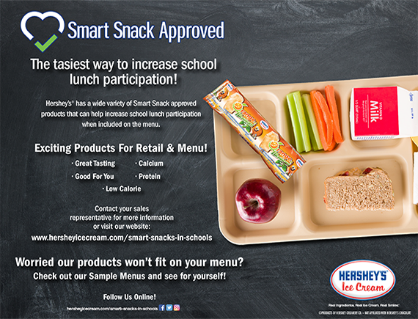 Smart Snack Approved
The tasiest way to increase school
lunch participation!
Hershey's® has a wide variety of Smart Snack approved
products that can help increase school lunch participation
when included on the menu.
Exciting Products For Retail & Menu!
· Great Tasting · Calcium
· Good For You · Protein
· Low Calorie
Contact your sales
representative for more information
or visit our website:
www.hersheyicecream.com/smart-snacks-in-schools
Worried our products won't fit on your menu?
Check out our Sample Menus and see for yourself!
Follow Us Online!
hersheyicecream.com/smart-snacks-in-schools
Milk
HERSHEY'S
Ice Cream
Real Ingredients. Real Ice Cream. Real Smiles!